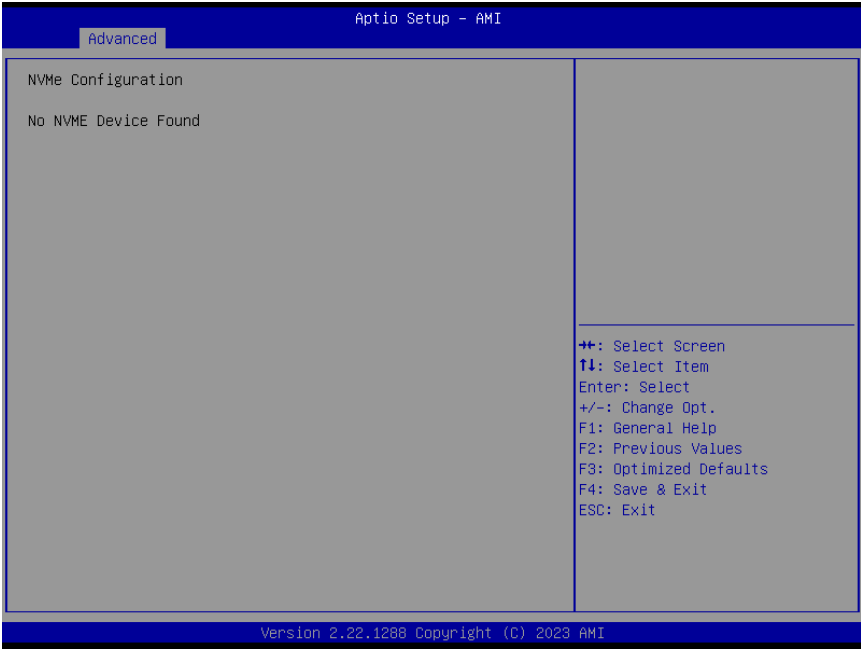 Aptio Setup – AMI
Advanced
NVMe Configuration
No NVME Device Found
→←: Select Screen
↑↓: Select Item
Enter: Select
+/-: Change Opt.
F1: General Help
F2: Previous Values
F3: Optimized Defaults
F4: Save & Exit
ESC: Exit
Version 2.22.1288 Copyright (C) 2023 AMI